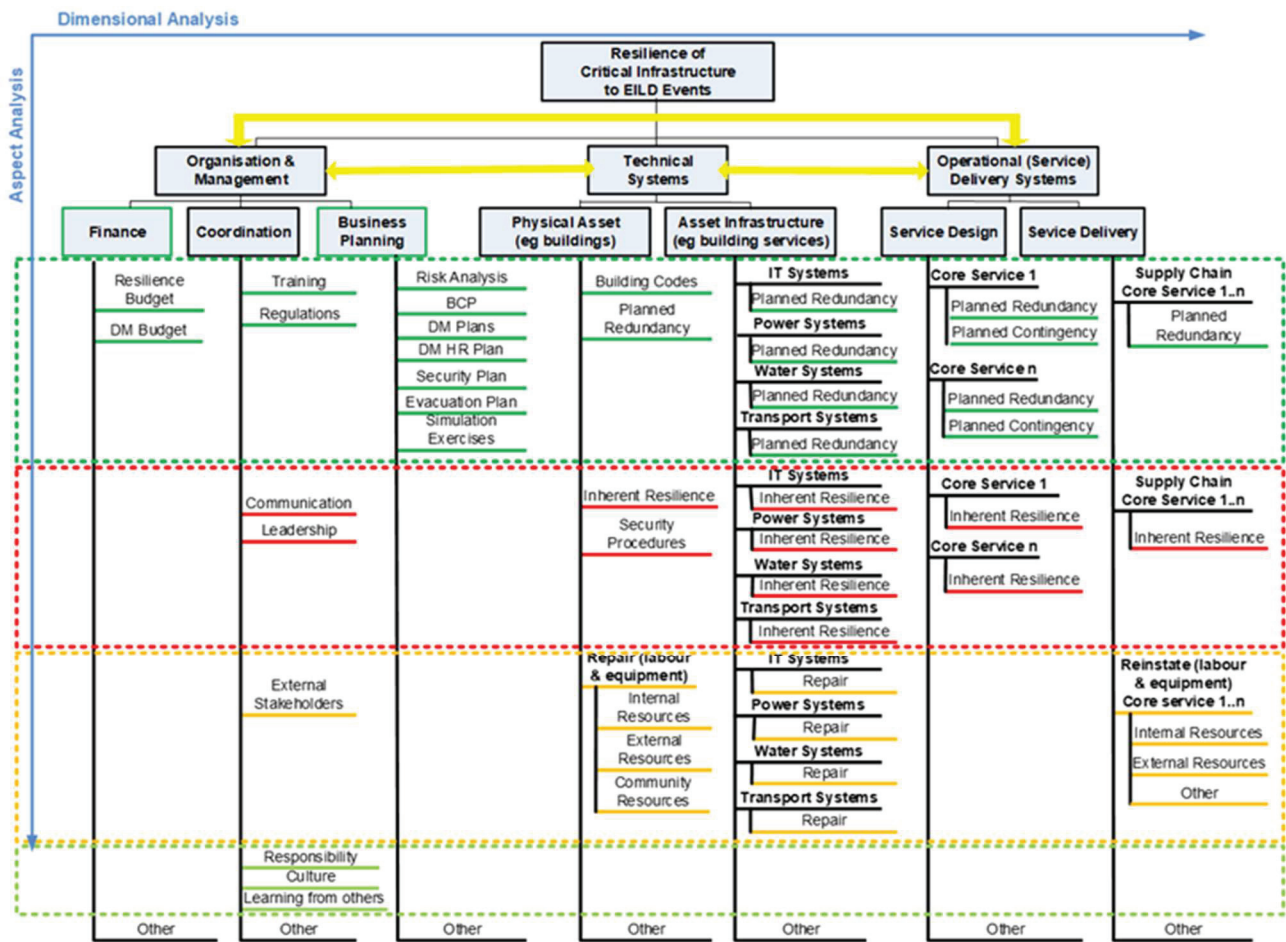 Dimensional Analysis
Aspect Analysis
Resilience of
Critical Infrastructure
to EILD Events
Organisation &
Management
Technical
Systems
Operational (Service)
Delivery Systems
Finance
Coordination
Business
Planning
Physical Asset
(eg buildings)
Asset Infrastructure
(eg building services)
Service Design
Sevice Delivery
Resilience
Budget
DM Budget
Training
Regulations
Risk Analysis
BCP
DM Plans
DM HR Plan
Security Plan
Evacuation Plan
Simulation
Exercises
Building Codes
Planned
Redundancy
IT Systems
Planned Redundancy
Power Systems
Planned Redundancy
Water Systems
Planned Redundancy
Transport Systems
Planned Redundancy
Core Service 1
Planned Redundancy
Planned Contingency
Core Service n
Planned Redundancy
Planned Contingency
Supply Chain
Core Service 1..n
Planned
Redundancy
Communication
Leadership
Inherent Resilience
Security
Procedures
IT Systems
Inherent Resilience
Power Systems
Inherent Resilience
Water Systems
Inherent Resilience
Transport Systems
Inherent Resilience
Core Service 1
Inherent Resilience
Core Service n
Inherent Resilience
Supply Chain
Core Service 1..n
Inherent Resilience
External
Stakeholders
Repair (labour
& equipment)
Internal
Resources
External
Resources
Community
Resources
IT Systems
Repair
Power Systems
Repair
Water Systems
Repair
Transport Systems
Repair
Reinstate (labour
& equipment)
Core service 1..n
Internal Resources
External Resources
Other
Responsibility
Culture
Learning from others
Other
Other
Other
Other
Other
Other
Other